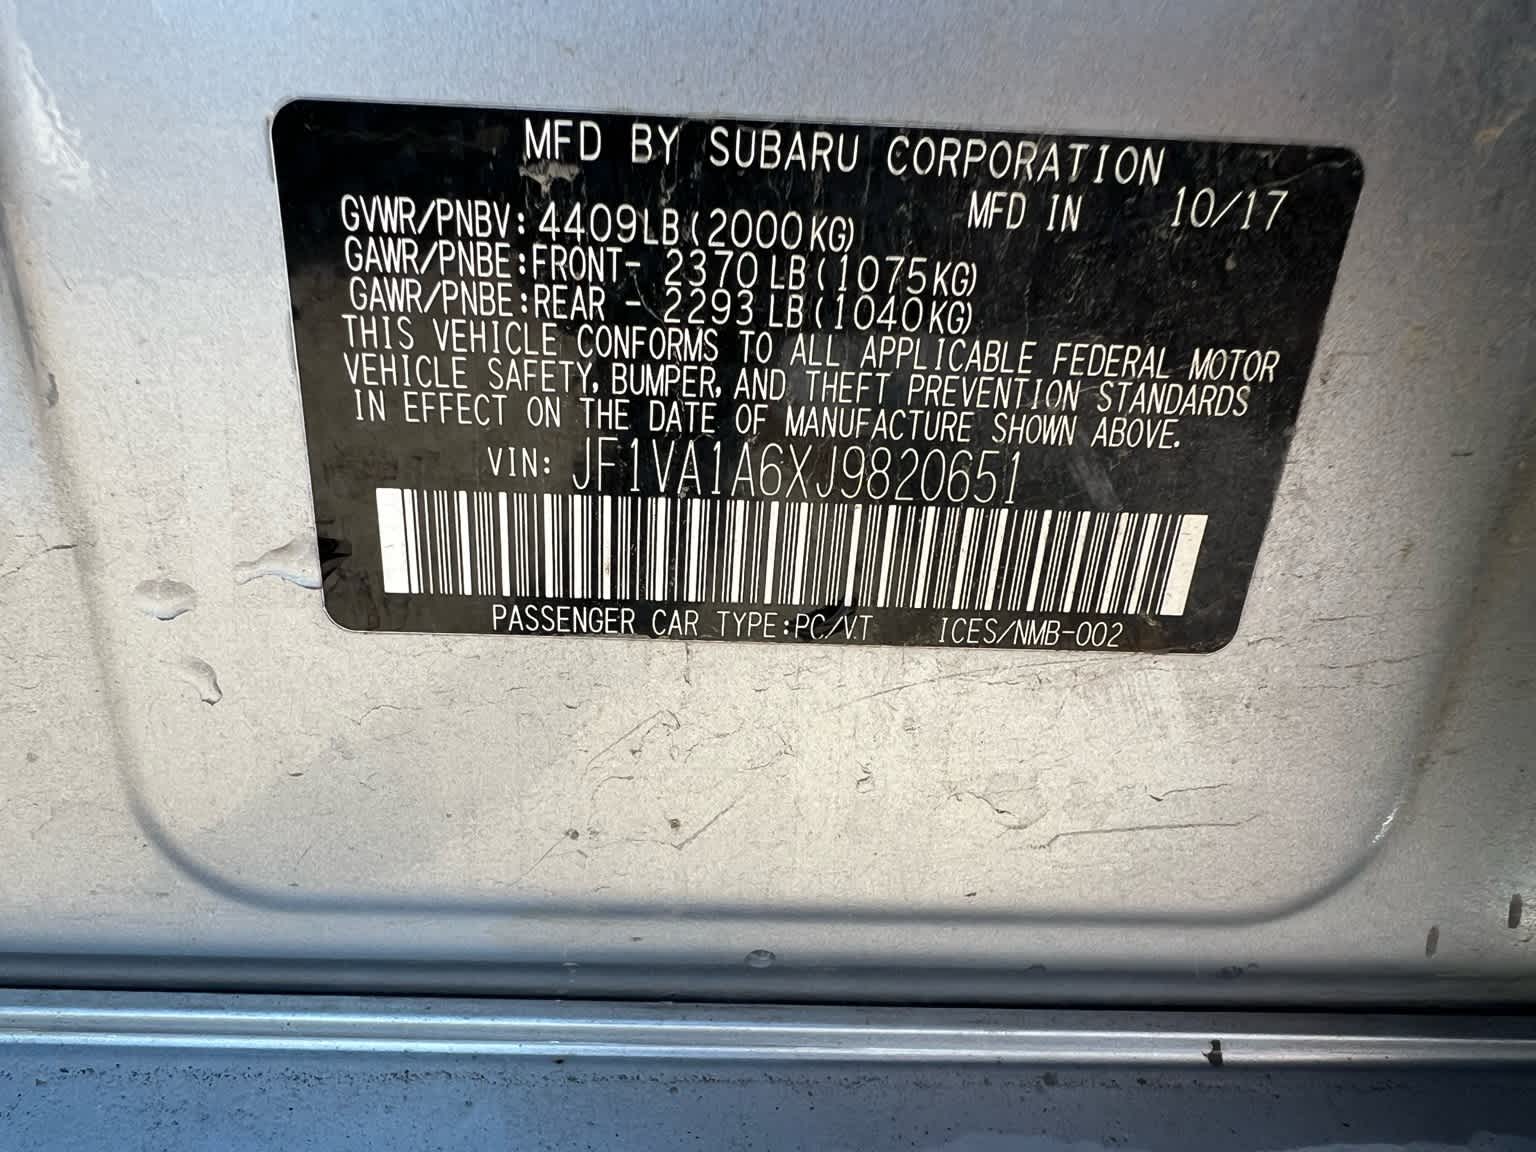 MFD BY SUBARU CORPORATION
MFD IN 10/17
GVWR/PNBV: 4409LB(2000KG)
GAWR/PNBE:FRONT- 2370 LB(1075KG)
GAWR/PNBE:REAR - 2293 LB(1040KG)
THIS VEHICLE CONFORMS TO ALL APPLICABLE FEDERAL MOTOR
VEHICLE SAFETY, BUMPER, AND THEFT PREVENTION STANDARDS
IN EFFECT ON THE DATE OF MANUFACTURE SHOWN ABOVE.
VIN: JF1VA1A6XJ9820651
PASSENGER CAR TYPE:PC/V.T ICES/NMB-002